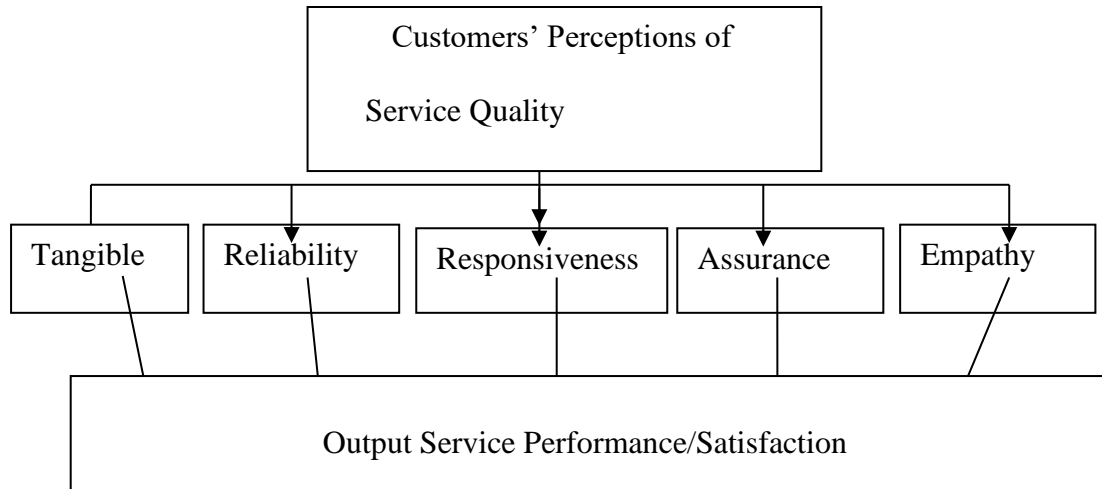 Customers’ Perceptions of
Service Quality
Tangible
Reliability
Responsiveness
Assurance
Empathy
Output Service Performance/Satisfaction